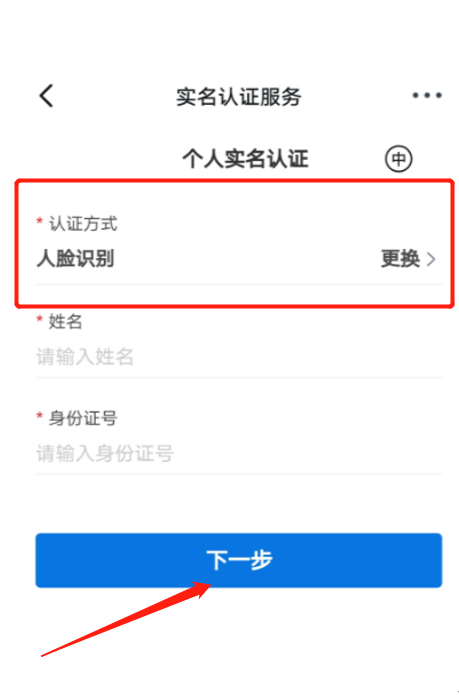 实名认证服务
个人实名认证 中
* 认证方式
人脸识别 更换
* 姓名
请输入姓名
* 身份证号
请输入身份证号
下一步